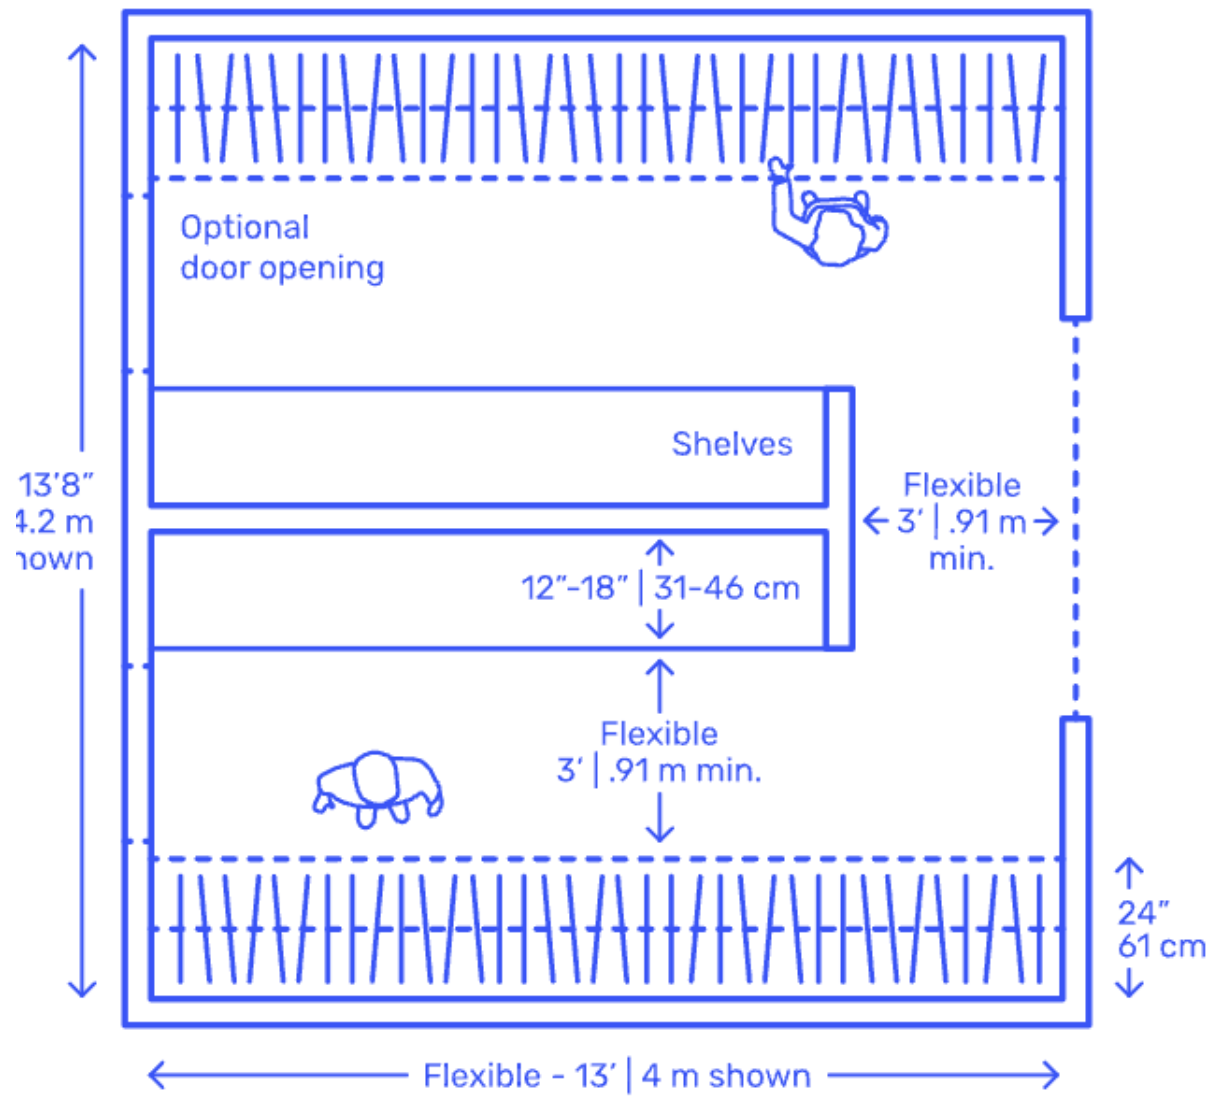 Optional
door opening
Shelves
13'8"
4.2 m
Flexible
3' | .91 m
min.
12"-18" | 31-46 cm
Flexible
3' | .91 m min.
24"
61 cm
Flexible - 13' | 4 m shown